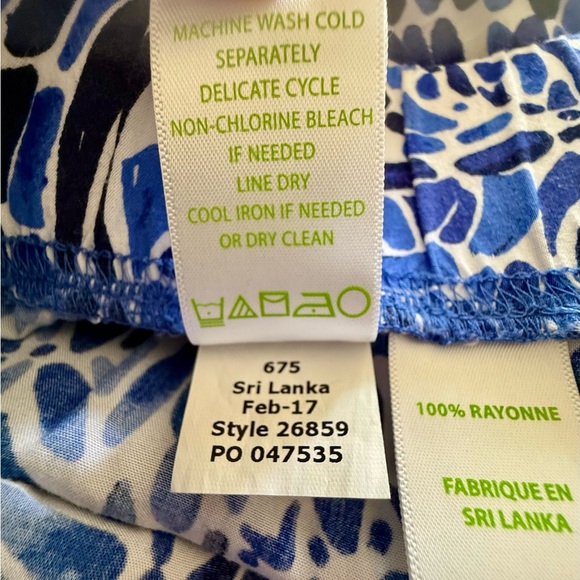 MACHINE WASH COLD
SEPARATELY
DELICATE CYCLE
NON-CHLORINE BLEACH
IF NEEDED
LINE DRY
COOL IRON IF NEEDED
OR DRY CLEAN
675
Sri Lanka
Feb-17
Style 26859
PO 047535
100% RAYONNE
FABRIQUE EN
SRI LANKA